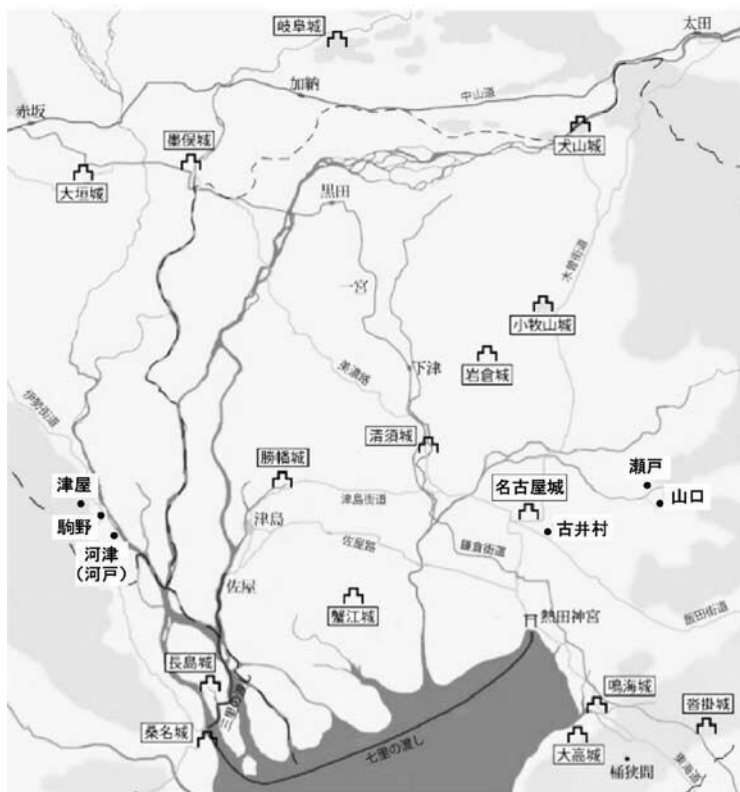 岐阜城
太田
加納
中山道
赤坂
墨俣城
犬山城
大垣城
黒田
木曽街道
一宮
小牧山城
下津
岩倉城
美濃路
伊勢街道
清須城
勝幡城
瀬戸
津屋
名古屋城
山口
津島街道
駒野
津島
古井村
河津
(河戸)
佐屋路
鎌倉街道
佐屋
蟹江城
飯田街道
熱田神宮
長島城
三里の渡し
鳴海城
沓掛城
桑名城
七里の渡し
大高城
桶狭間
東海道